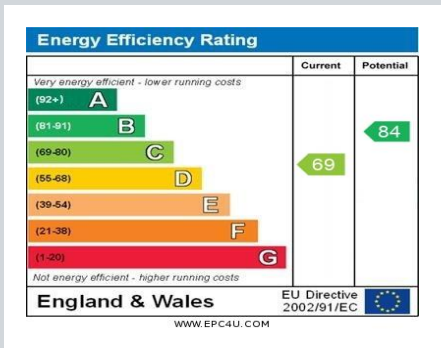 Energy Efficiency Rating
Current Potential
Very energy efficient - lower running costs
(92+) A
(81-91) B
84
(69-80) C
69
(55-68) D
(39-54) E
(21-38) F
(1-20) G
Not energy efficient - higher running costs
England & Wales
EU Directive
2002/91/EC
WWW.EPC4U.COM